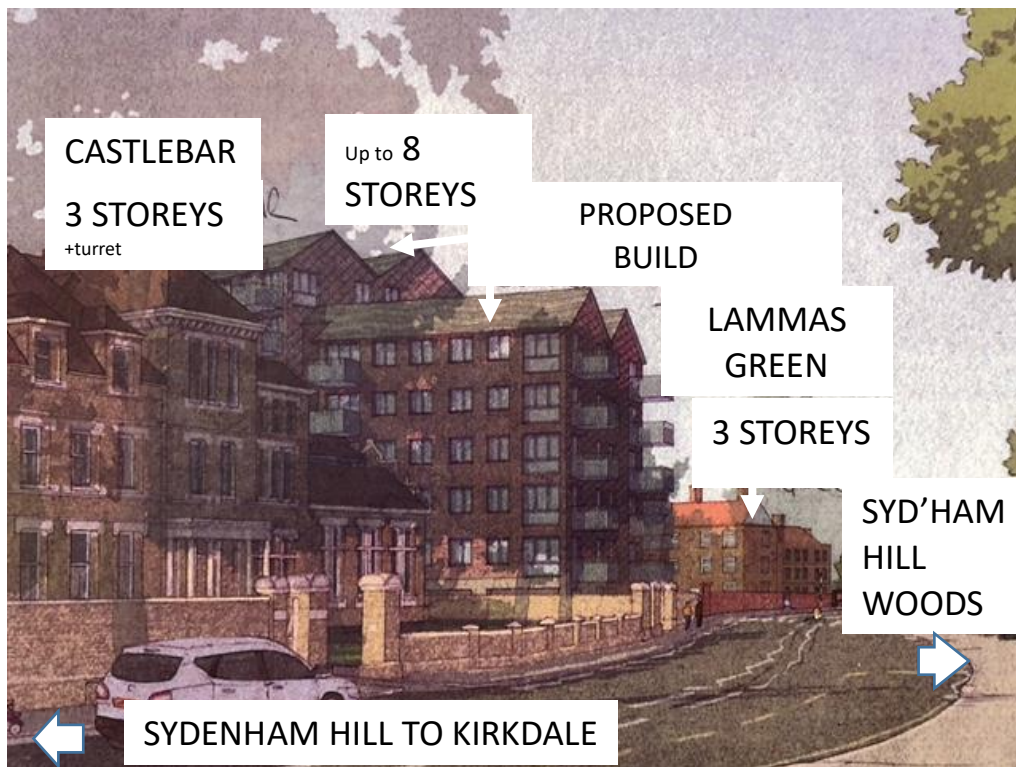 CASTLEBAR
3 STOREYS
+turret
Up to 8
STOREYS
PROPOSED
BUILD
LAMMAS
GREEN
3 STOREYS
SYD’HAM
HILL
WOODS
SYDENHAM HILL TO KIRKDALE